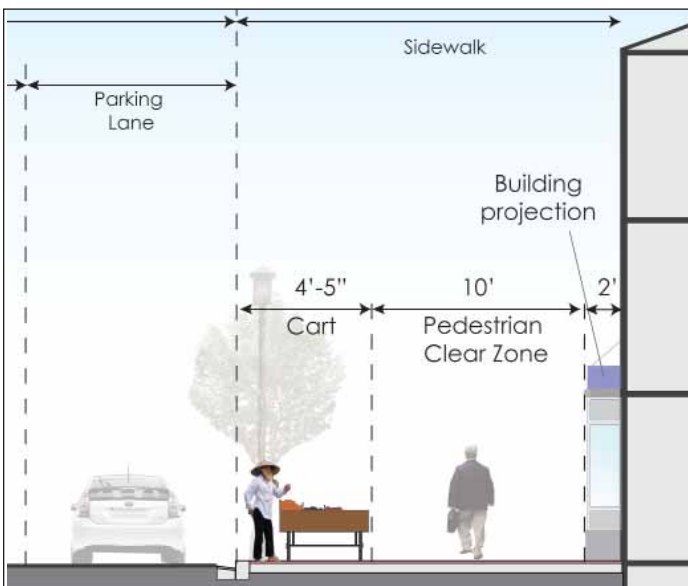 Sidewalk
Parking
Lane
Building
projection
4'-5”
10'
2'
Cart
Pedestrian
Clear Zone